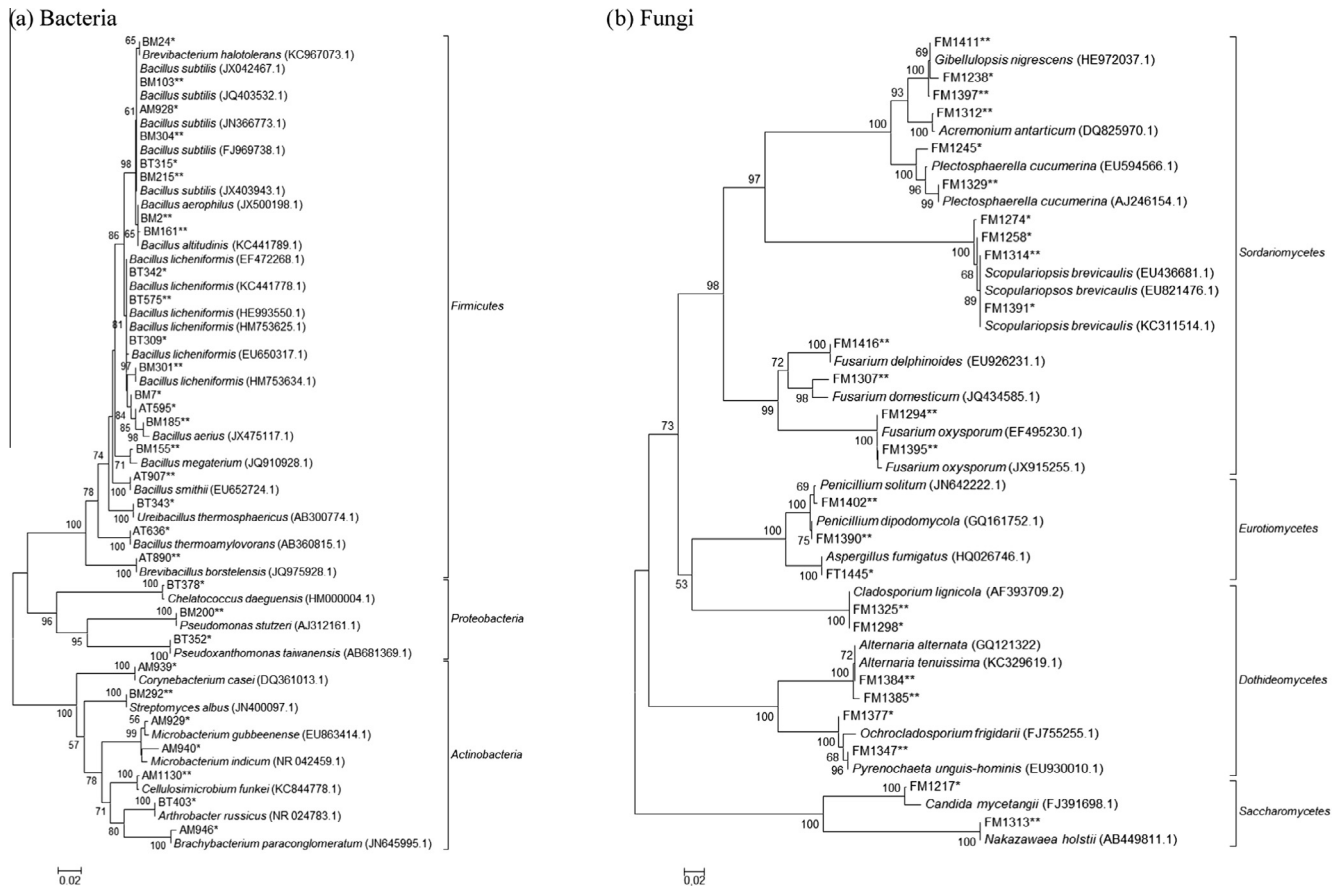 (a) Bacteria
65
BM24*
Brevibacterium halotolerans (KC967073.1)
Bacillus subtilis (JX042467.1)
BM103**
Bacillus subtilis (JQ403532.1)
61
AM928*
Bacillus subtilis (JN366773.1)
BM304**
Bacillus subtilis (FJ969738.1)
98
BT315*
BM215**
Bacillus subtilis (JX403943.1)
Bacillus aerophilus (JX500198.1)
BM2**
86
65
BM161**
Bacillus altitudinis (KC441789.1)
Bacillus licheniformis (EF472268.1)
BT342*
Bacillus licheniformis (KC441778.1)
BT575**
Bacillus licheniformis (HE993550.1)
81
Bacillus licheniformis (HM753625.1)
BT309*
Bacillus licheniformis (EU650317.1)
97
BM301**
Bacillus licheniformis (HM753634.1)
BM7*
84
AT595*
85
BM185**
98
Bacillus aerius (JX475117.1)
74
BM155**
71
Bacillus megaterium (JQ910928.1)
AT907**
100
Bacillus smithii (EU652724.1)
78
BT343*
100
Ureibacillus thermosphaericus (AB300774.1)
100
AT636*
100
Bacillus thermoamylovorans (AB360815.1)
AT890**
100
Brevibacillus borstelensis (JQ975928.1)
Firmicutes
BT378*
100
Chelatococcus daeguensis (HM000004.1)
96
100
BM200**
Pseudomonas stutzeri (AJ312161.1)
95
BT352*
100
Pseudoxanthomonas taiwanensis (AB681369.1)
Proteobacteria
100
AM939*
Corynebacterium casei (DQ361013.1)
100
100
BM292**
Streptomyces albus (JN400097.1)
57
56
AM929*
99
Microbacterium gubbeenense (EU863414.1)
AM940*
Microbacterium indicum (NR 042459.1)
78
100
AM1130**
Cellulosimicrobium funkei (KC844778.1)
71
100
BT403*
Arthrobacter russicus (NR 024783.1)
80
AM946*
100
Brachybacterium paraconglomeratum (JN645995.1)
Actinobacteria
0.02
(b) Fungi
69
FM1411**
Gibellulopsis nigrescens (HE972037.1)
100
FM1238*
93
FM1397**
FM1312**
100
Acremonium antarticum (DQ825970.1)
100
FM1245*
100
Plectosphaerella cucumerina (EU594566.1)
96
FM1329**
99
Plectosphaerella cucumerina (AJ246154.1)
97
FM1274*
100
FM1258*
FM1314**
68
Scopulariopsis brevicaulis (EU436681.1)
89
Scopulariopsos brevicaulis (EU821476.1)
FM1391*
Scopulariopsis brevicaulis (KC311514.1)
98
100
FM1416**
72
Fusarium delphinoides (EU926231.1)
FM1307**
98
Fusarium domesticum (JQ434585.1)
99
FM1294**
100
Fusarium oxysporum (EF495230.1)
FM1395**
Fusarium oxysporum (JX915255.1)
Sordariomycetes
73
69
Penicillium solitum (JN642222.1)
100
FM1402**
Penicillium dipodomycola (GQ161752.1)
75
FM1390**
100
Aspergillus fumigatus (HQ026746.1)
100
FT1445*
Eurotiomycetes
53
Cladosporium lignicola (AF393709.2)
100
FM1325**
FM1298*
Alternaria alternata (GQ121322)
72
Alternaria tenuissima (KC329619.1)
100
FM1384**
FM1385**
100
FM1377*
100
Ochrocladosporium frigidarii (FJ755255.1)
68
FM1347**
96
Pyrenochaeta unguis-hominis (EU930010.1)
Dothideomycetes
100
FM1217*
Candida mycetangii (FJ391698.1)
100
FM1313**
100
Nakazawaea holstii (AB449811.1)
Saccharomycetes
0,02